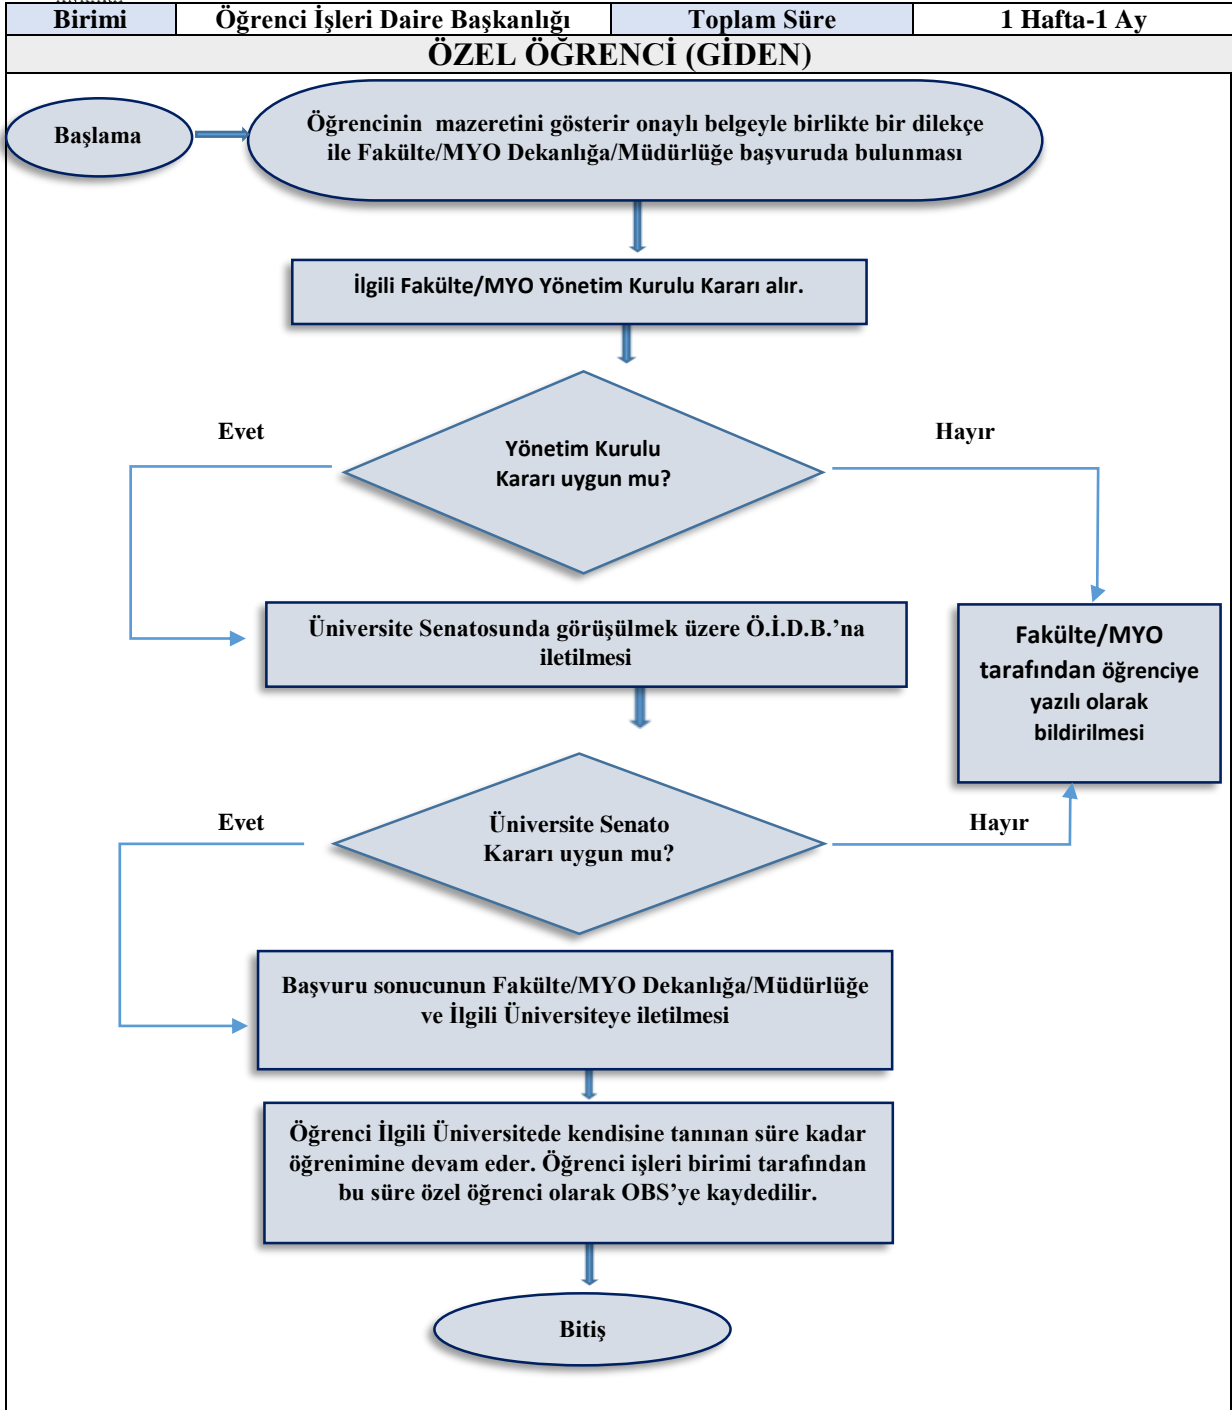 Birimi Öğrenci İşleri Daire Başkanlığı Toplam Süre 1 Hafta-1 Ay
ÖZEL ÖĞRENCİ (GİDEN)
Başlama
Öğrencinin mazeretini gösterir onaylı belgeyle birlikte bir dilekçe
ile Fakülte/MYO Dekanlığa/Müdürlüğe başvuruda bulunması
İlgili Fakülte/MYO Yönetim Kurulu Kararı alır.
Evet
Hayır
Yönetim Kurulu
Kararı uygun mu?
Üniversite Senatosunda görüşülmek üzere Ö.İ.D.B.’na
iletilmesi
Fakülte/MYO
tarafından öğrenciye
yazılı olarak
bildirilmesi
Evet
Hayır
Üniversite Senato
Kararı uygun mu?
Başvuru sonucunun Fakülte/MYO Dekanlığa/Müdürlüğe
ve İlgili Üniversiteye iletilmesi
Öğrenci İlgili Üniversitede kendisine tanınan süre kadar
öğrenimine devam eder. Öğrenci işleri birimi tarafından
bu süre özel öğrenci olarak OBS’ye kaydedilir.
Bitiş